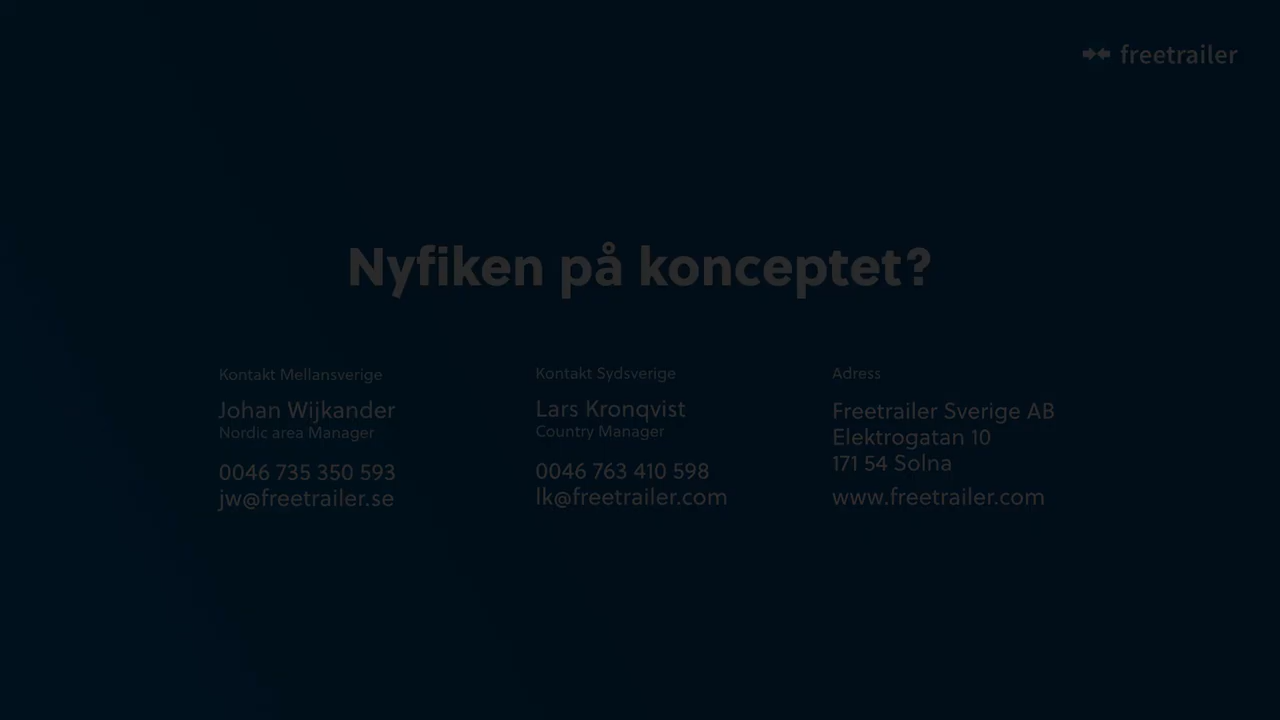 freetrailer
Nyfiken på konceptet?
Kontakt Mellansverige
Johan Wijkander
Nordic area Manager
0046 735 350 593
jw@freetrailer.se
Kontakt Sydsverige
Lars Kronqvist
Country Manager
0046 763 410 598
lk@freetrailer.com
Adress
Freetrailer Sverige AB
Elektrogatan 10
171 54 Solna
www.freetrailer.com